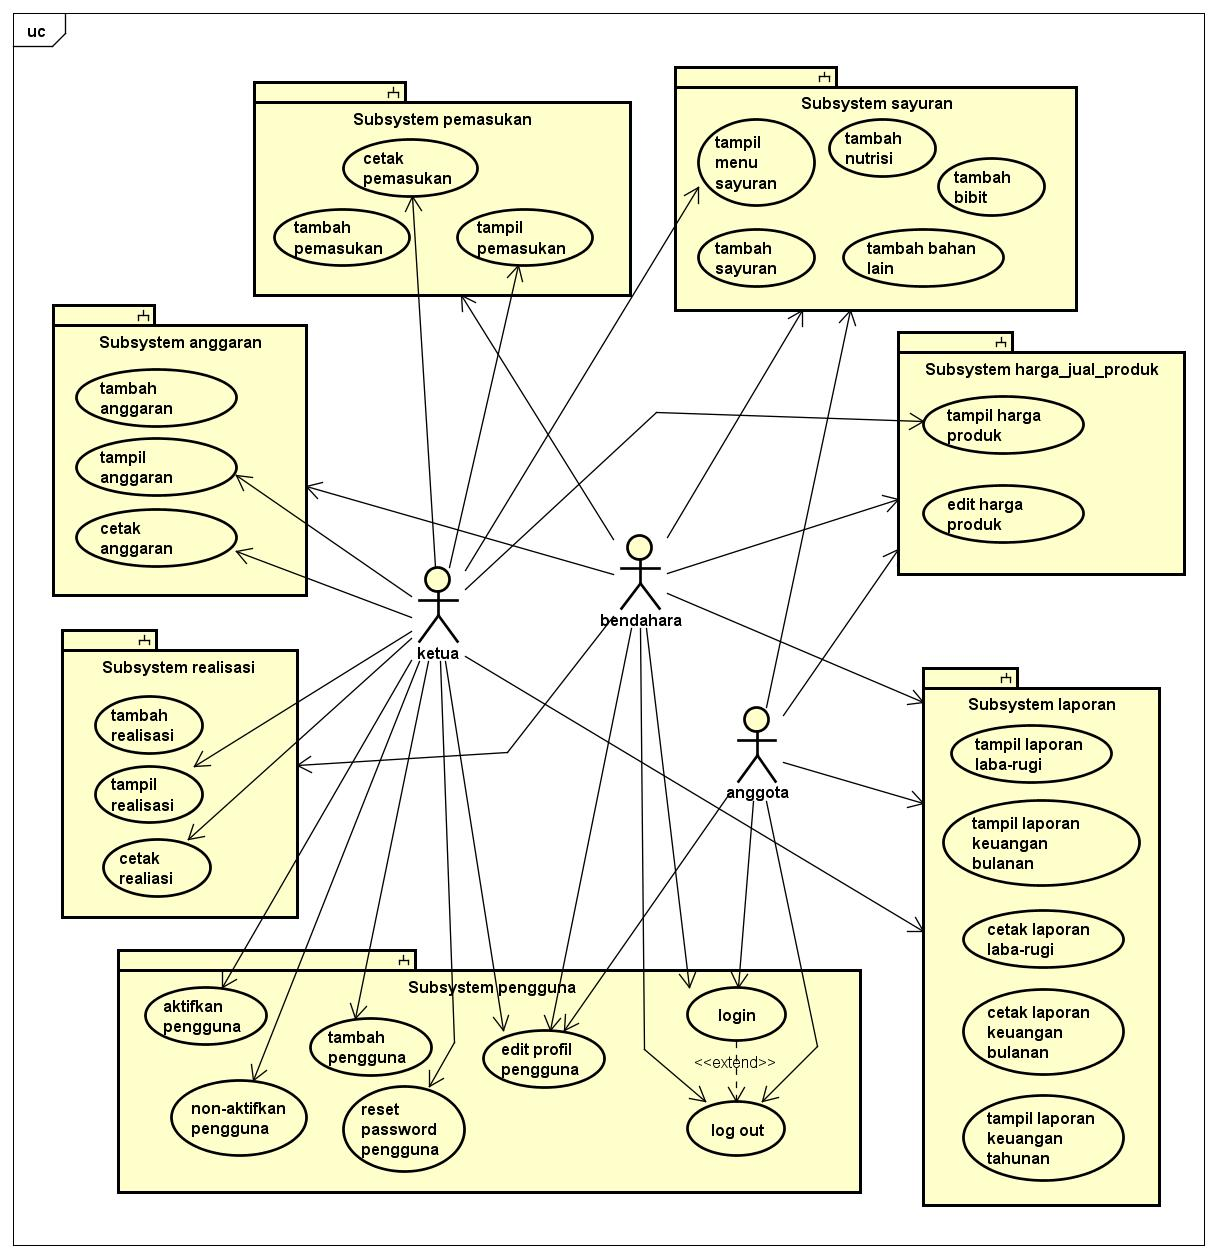 uc
Subsystem pemasukan
cetak
pemasukan
tambah
pemasukan
tampil
pemasukan
Subsystem sayuran
tampil
menu
sayuran
tambah
nutrisi
tambah
bibit
tambah
sayuran
tambah bahan
lain
Subsystem anggaran
tambah
anggaran
tampil
anggaran
cetak
anggaran
Subsystem harga_jual_produk
tampil harga
produk
edit harga
produk
ketua
bendahara
anggota
Subsystem realisasi
tambah
realisasi
tampil
realisasi
cetak
realiasi
Subsystem laporan
tampil laporan
laba-rugi
tampil laporan
keuangan
bulanan
cetak laporan
laba-rugi
cetak laporan
keuangan
bulanan
tampil laporan
keuangan
tahunan
Subsystem pengguna
aktifkan
pengguna
tambah
pengguna
edit profil
pengguna
login
<<extend>>
non-aktifkan
pengguna
reset
password
pengguna
log out